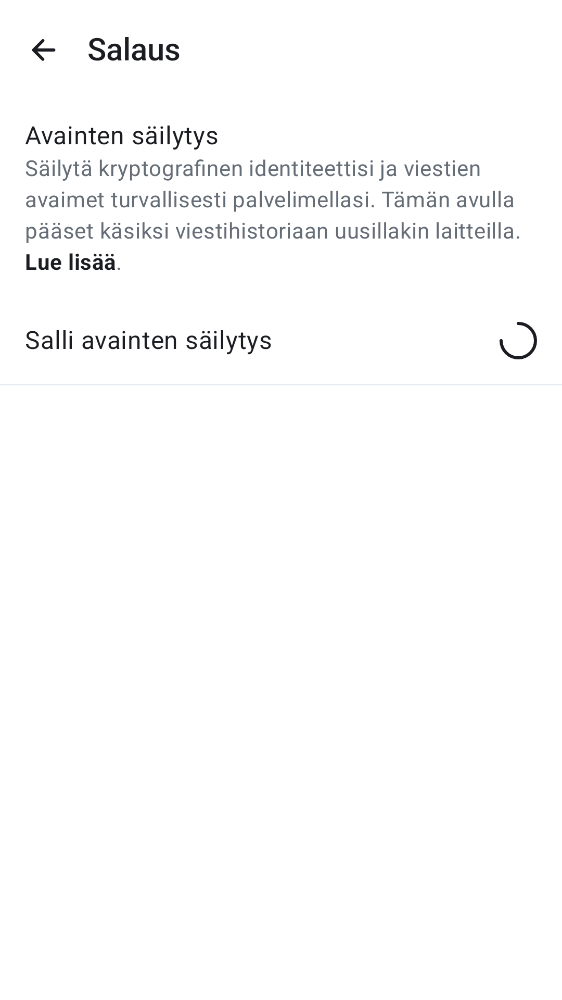 Salaus
Avainten säilytys
Säilytä kryptografinen identiteettisi ja viestien
avaimet turvallisesti palvelimellasi. Tämän avulla
pääset käsiksi viestihistoriaan uusillakin laitteilla.
Lue lisää.
Salli avainten säilytys